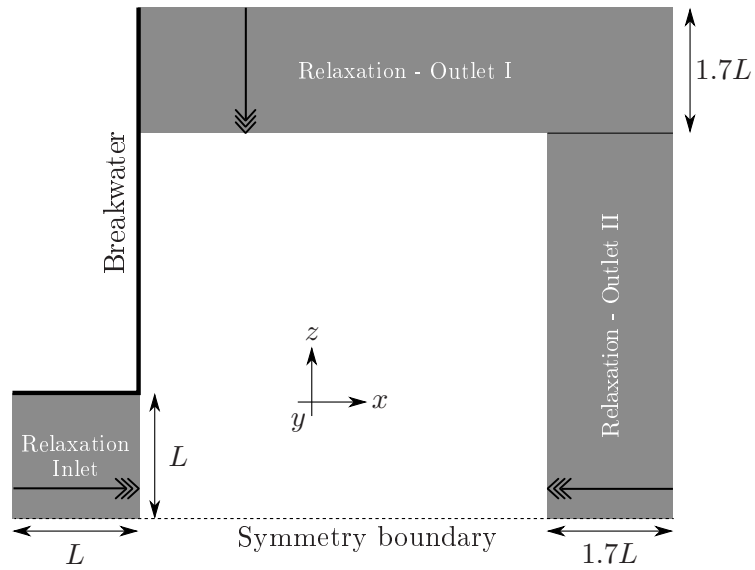 Relaxation - Outlet I
1.7L
Breakwater
Relaxation - Outlet II
z
x
y
Relaxation
Inlet
L
L
Symmetry boundary
1.7L